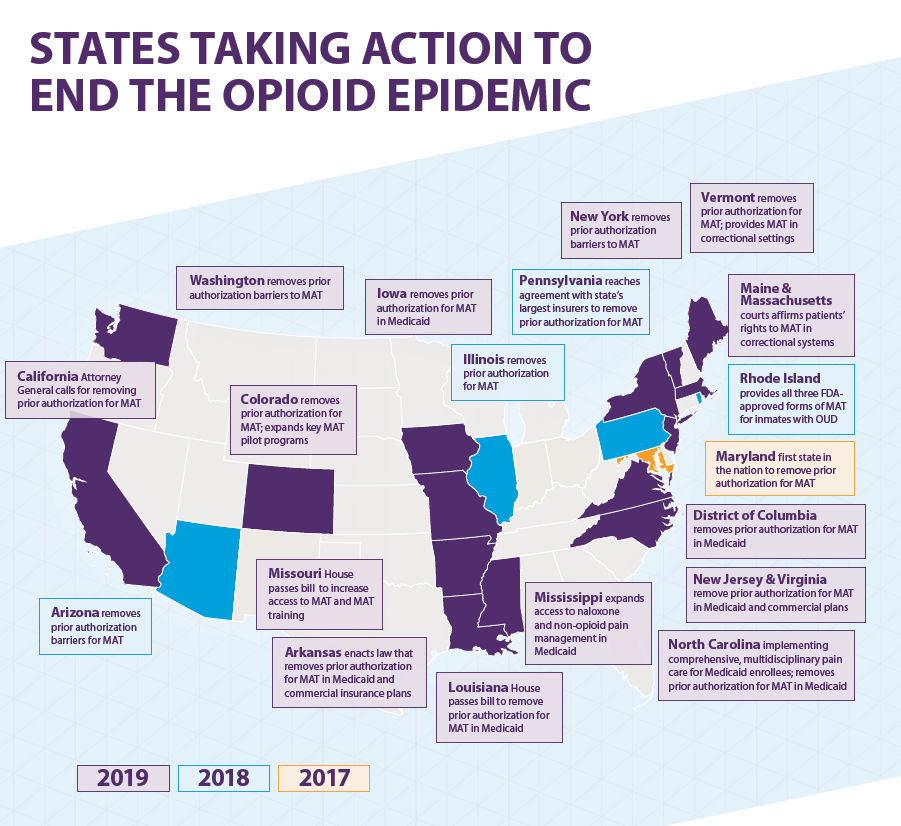 STATES TAKING ACTION TO
END THE OPIOID EPIDEMIC
Vermont removes
prior authorization for
MAT; provides MAT in
correctional settings
New York removes
prior authorization
barriers to MAT
Washington removes prior
authorization barriers to MAT
Iowa removes prior
authorization for MAT
in Medicaid
Pennsylvania reaches
agreement with state's
largest insurers to remove
prior authorization for MAT
Maine &
Massachusetts
courts affirms patients'
rights to MAT in
correctional systems
Illinois removes
prior authorization
for MAT
California Attorney
General calls for removing
prior authorization for MAT
Rhode Island
provides all three FDA-
approved forms of MAT
for inmates with OUD
Colorado removes
prior authorization for
MAT; expands key MAT
pilot programs
Maryland first state in
the nation to remove prior
authorization for MAT
District of Columbia
removes prior authorization for MAT
in Medicaid
Missouri House
passes bill to increase
access to MAT and MAT
training
New Jersey & Virginia
remove prior authorization for MAT
in Medicaid and commercial plans
Mississippi expands
access to naloxone
and non-opioid pain
management in
Medicaid
Arizona removes
prior authorization
barriers for MAT
North Carolina implementing
comprehensive, multidisciplinary pain
care for Medicaid enrollees; removes
prior authorization for MAT in Medicaid
Arkansas enacts law that
removes prior authorization
for MAT in Medicaid and
commercial insurance plans
Louisiana House
passes bill to remove
prior authorization for
MAT in Medicaid
2019
2018
2017